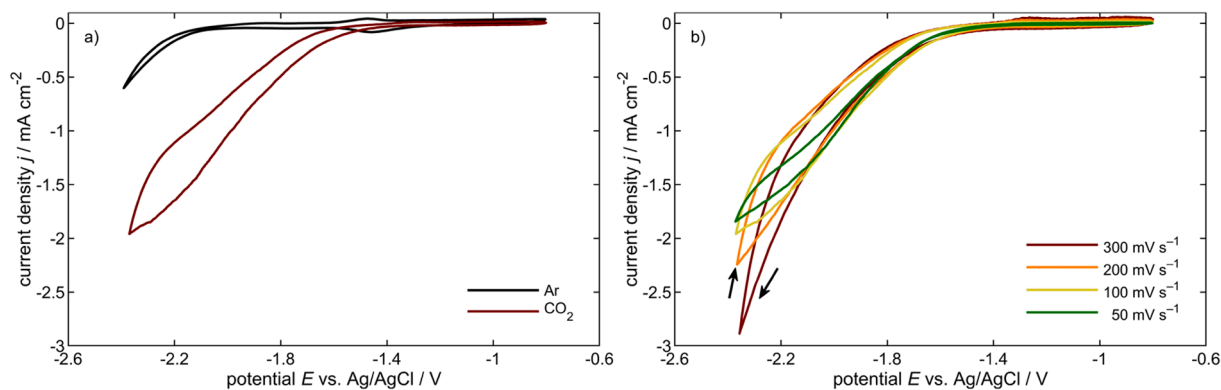 a)
0
-0.5
-1
-1.5
-2
-2.5
-3
current density j / mA cm⁻²
-2.6
-2.2
-1.8
-1.4
-1
-0.6
potential E vs. Ag/AgCl / V
Ar
CO₂
b)
0
-0.5
-1
-1.5
-2
-2.5
-3
current density j / mA cm⁻²
-2.6
-2.2
-1.8
-1.4
-1
-0.6
potential E vs. Ag/AgCl / V
300 mV s⁻¹
200 mV s⁻¹
100 mV s⁻¹
50 mV s⁻¹